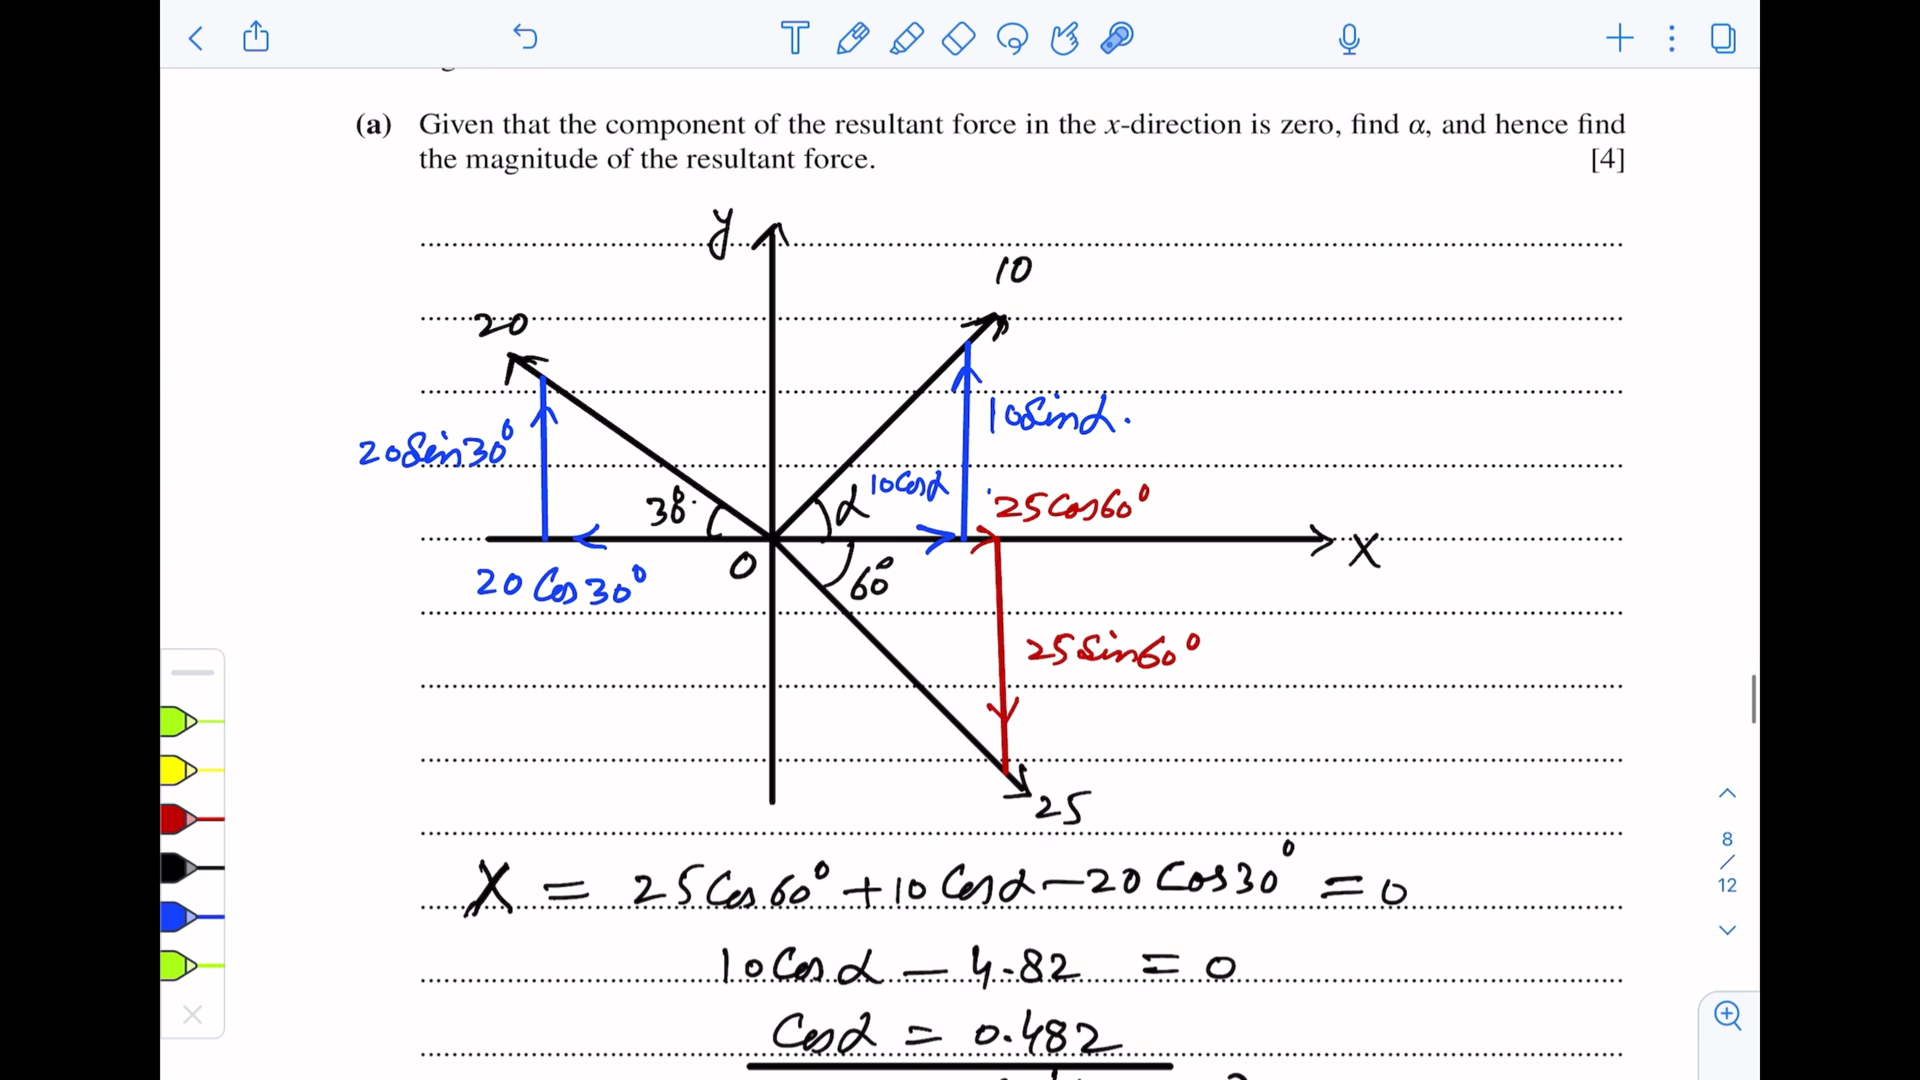 (a) Given that the component of the resultant force in the x-direction is zero, find α, and hence find
the magnitude of the resultant force. [4]
y
10
20
10sinα.
20sin30°
10cosα
25cos60°
30
α
x
0
20 cos30°
60°
25sin60°
25
X = 25cos60° + 10cosα - 20cos30° = 0
10cosα - 4.82 = 0
cosα = 0.482
8
/
12